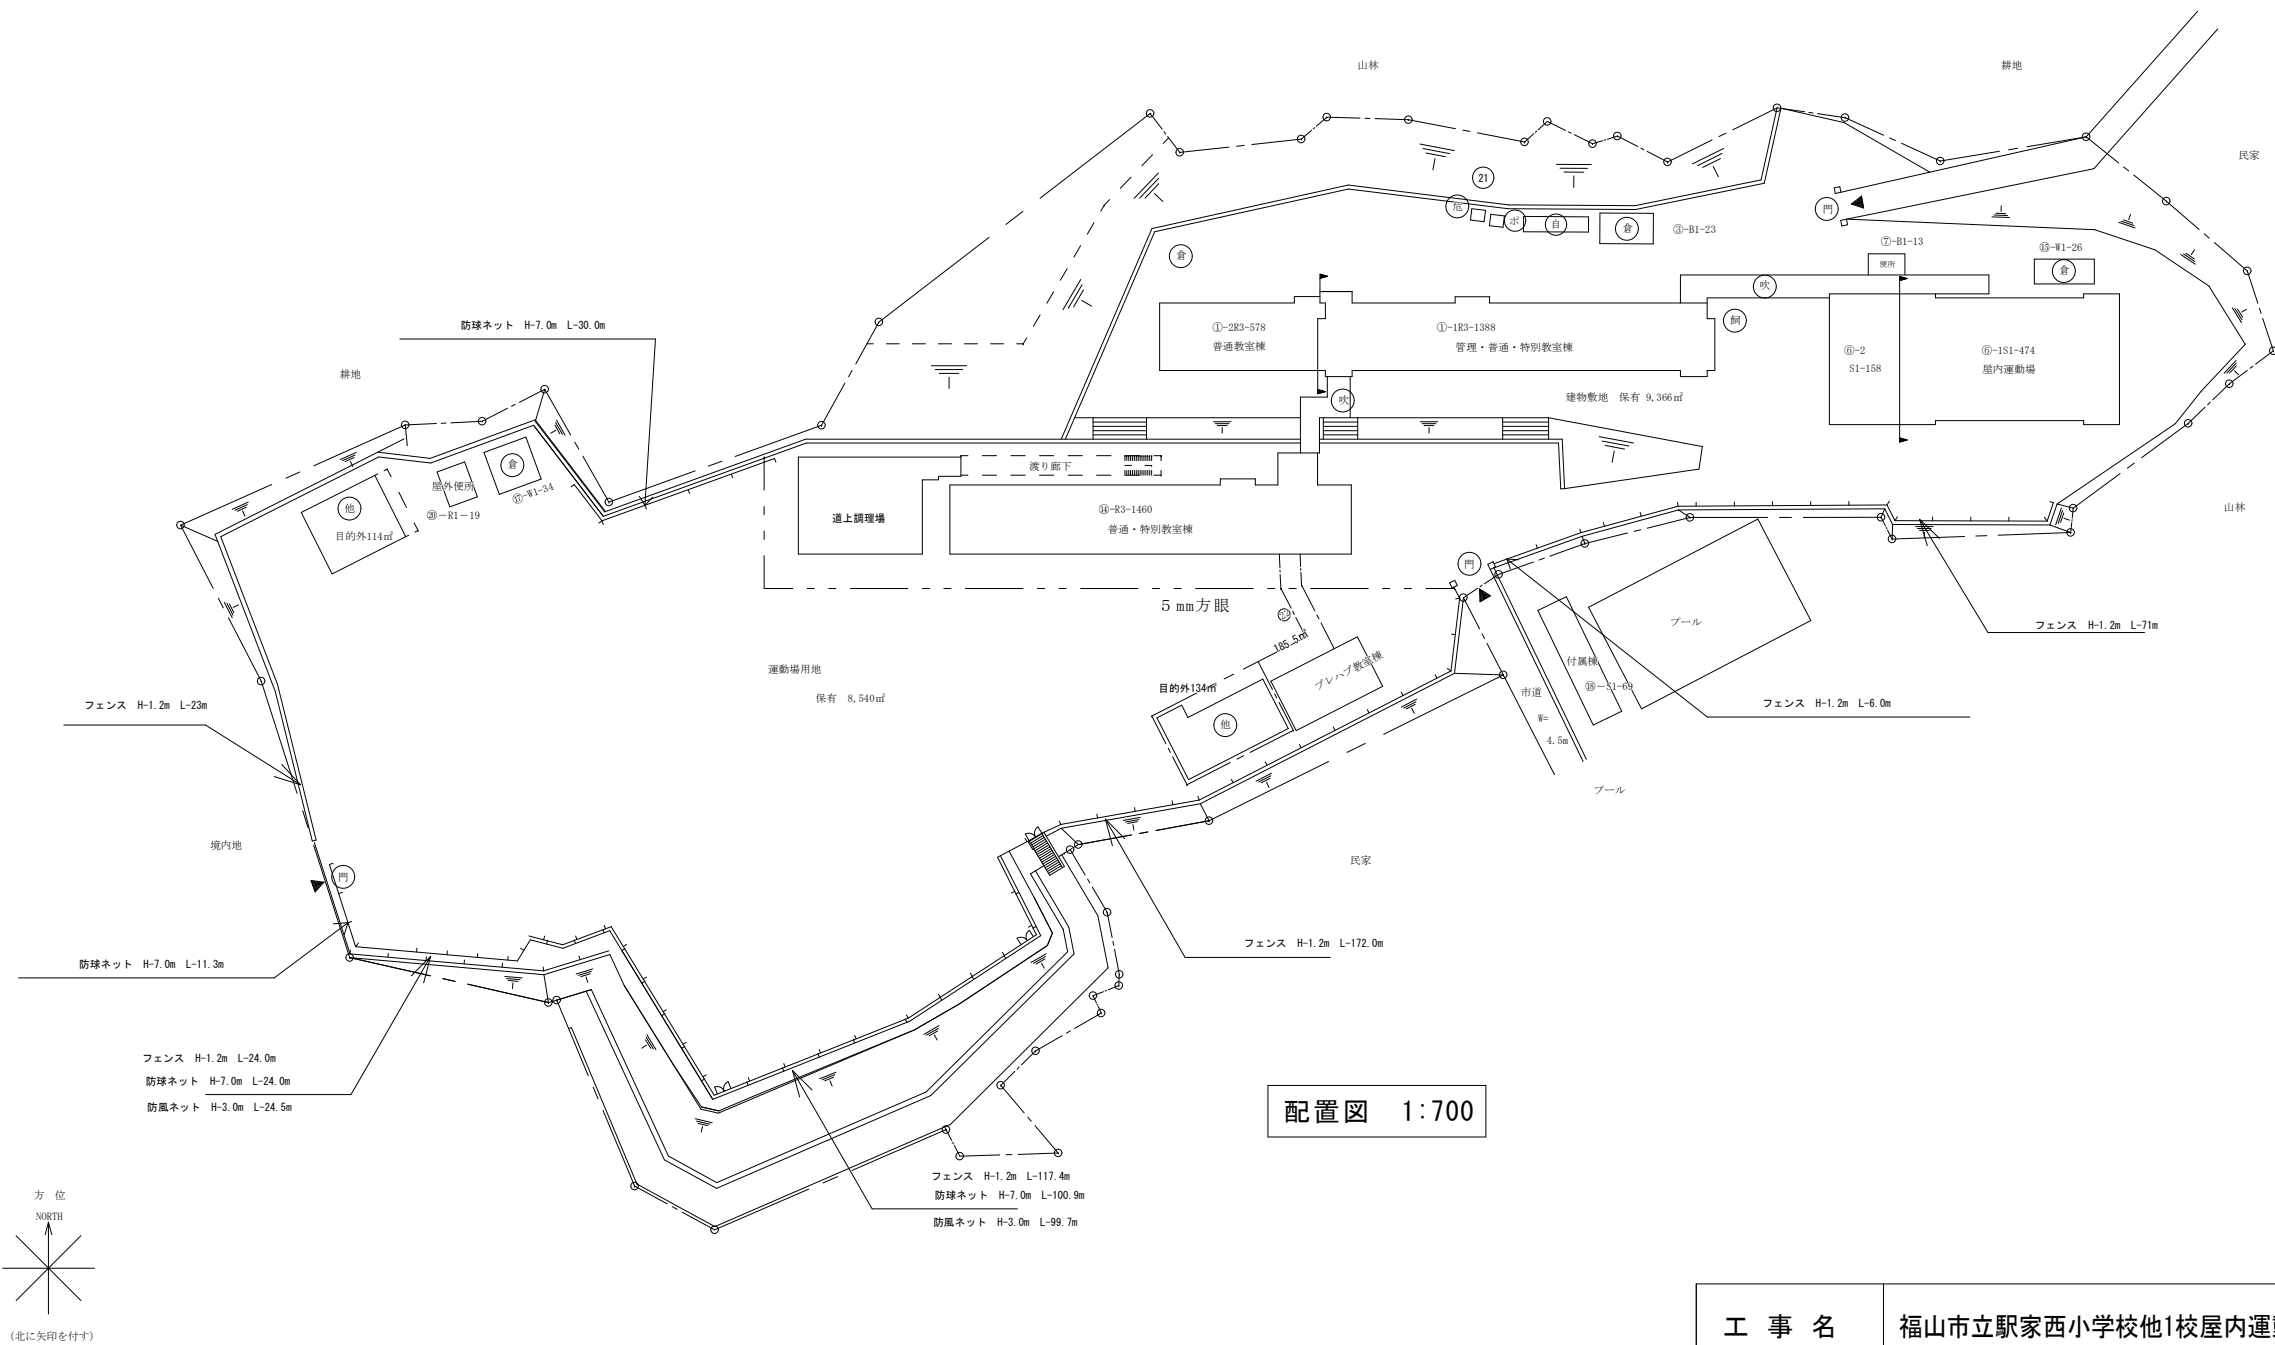 山林
耕地
民家
21
危
ボ
自
倉
③-B1-23
門
⑦-B1-13
便所
⑮-W1-26
倉
倉
吹
飼
防球ネット H-7.0m L-30.0m
①-2R3-578
普通教室棟
①-1R3-1388
管理・普通・特別教室棟
⑥-2
S1-158
⑥-1S1-474
屋内運動場
耕地
吹
建物敷地 保有 9,366㎡
渡り廊下
倉
屋外便所
⑰-W1-34
⑳-R1-19
他
目的外114㎡
道上調理場
⑭-R3-1460
普通・特別教室棟
山林
門
5mm方眼
㉒
185.5㎡
プレハブ教室棟
プール
フェンス H-1.2m L-71m
付属棟
⑱-S1-69
運動場用地
保有 8,540㎡
目的外134㎡
他
市道
W=
4.5m
フェンス H-1.2m L-6.0m
フェンス H-1.2m L-23m
プール
境内地
門
民家
フェンス H-1.2m L-172.0m
防球ネット H-7.0m L-11.3m
フェンス H-1.2m L-24.0m
防球ネット H-7.0m L-24.0m
防風ネット H-3.0m L-24.5m
配置図 1:700
フェンス H-1.2m L-117.4m
防球ネット H-7.0m L-100.9m
防風ネット H-3.0m L-99.7m
方 位
NORTH
(北に矢印を付す)
工 事 名
福山市立駅家西小学校他1校屋内運